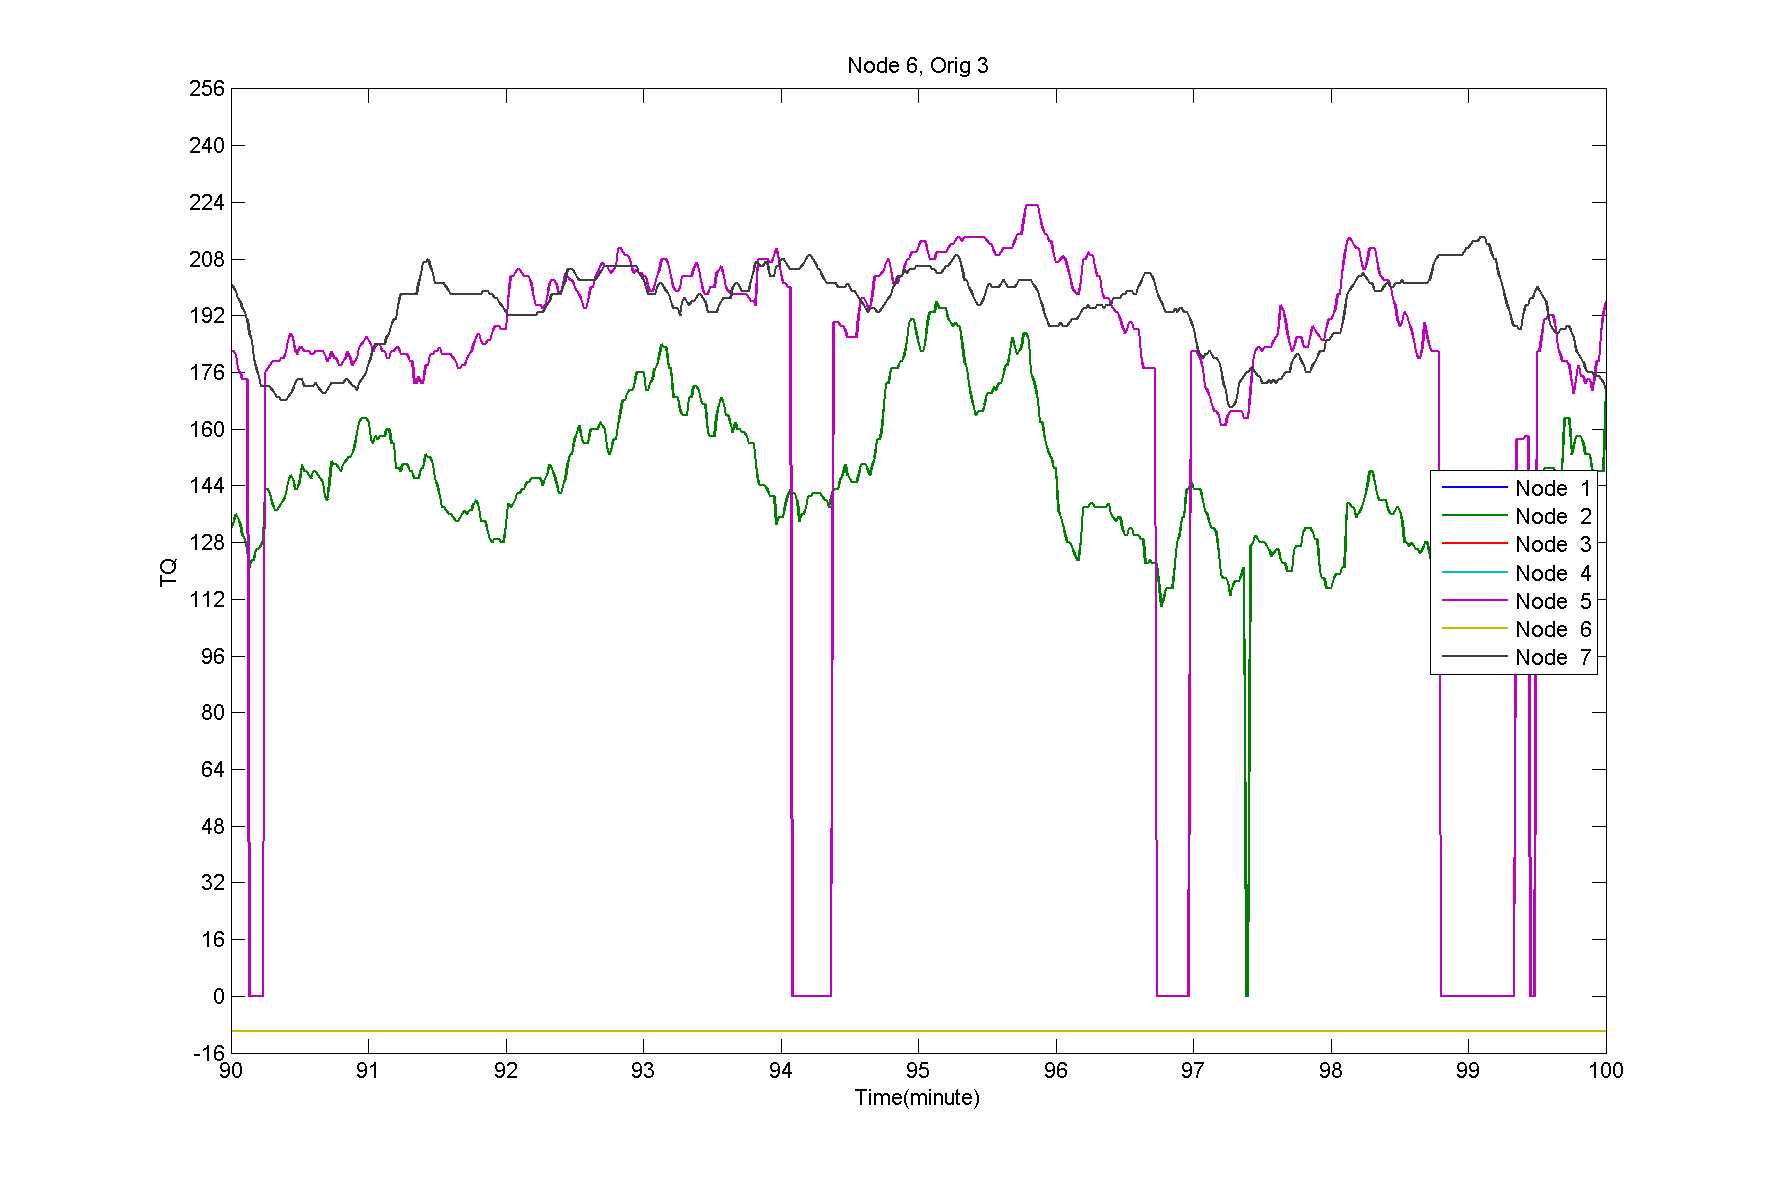 Node 6, Orig 3
256
240
224
208
192
176
160
144
128
112
96
80
64
48
32
16
0
-16
TQ
Node 1
Node 2
Node 3
Node 4
Node 5
Node 6
Node 7
90 91 92 93 94 95 96 97 98 99 100
Time(minute)